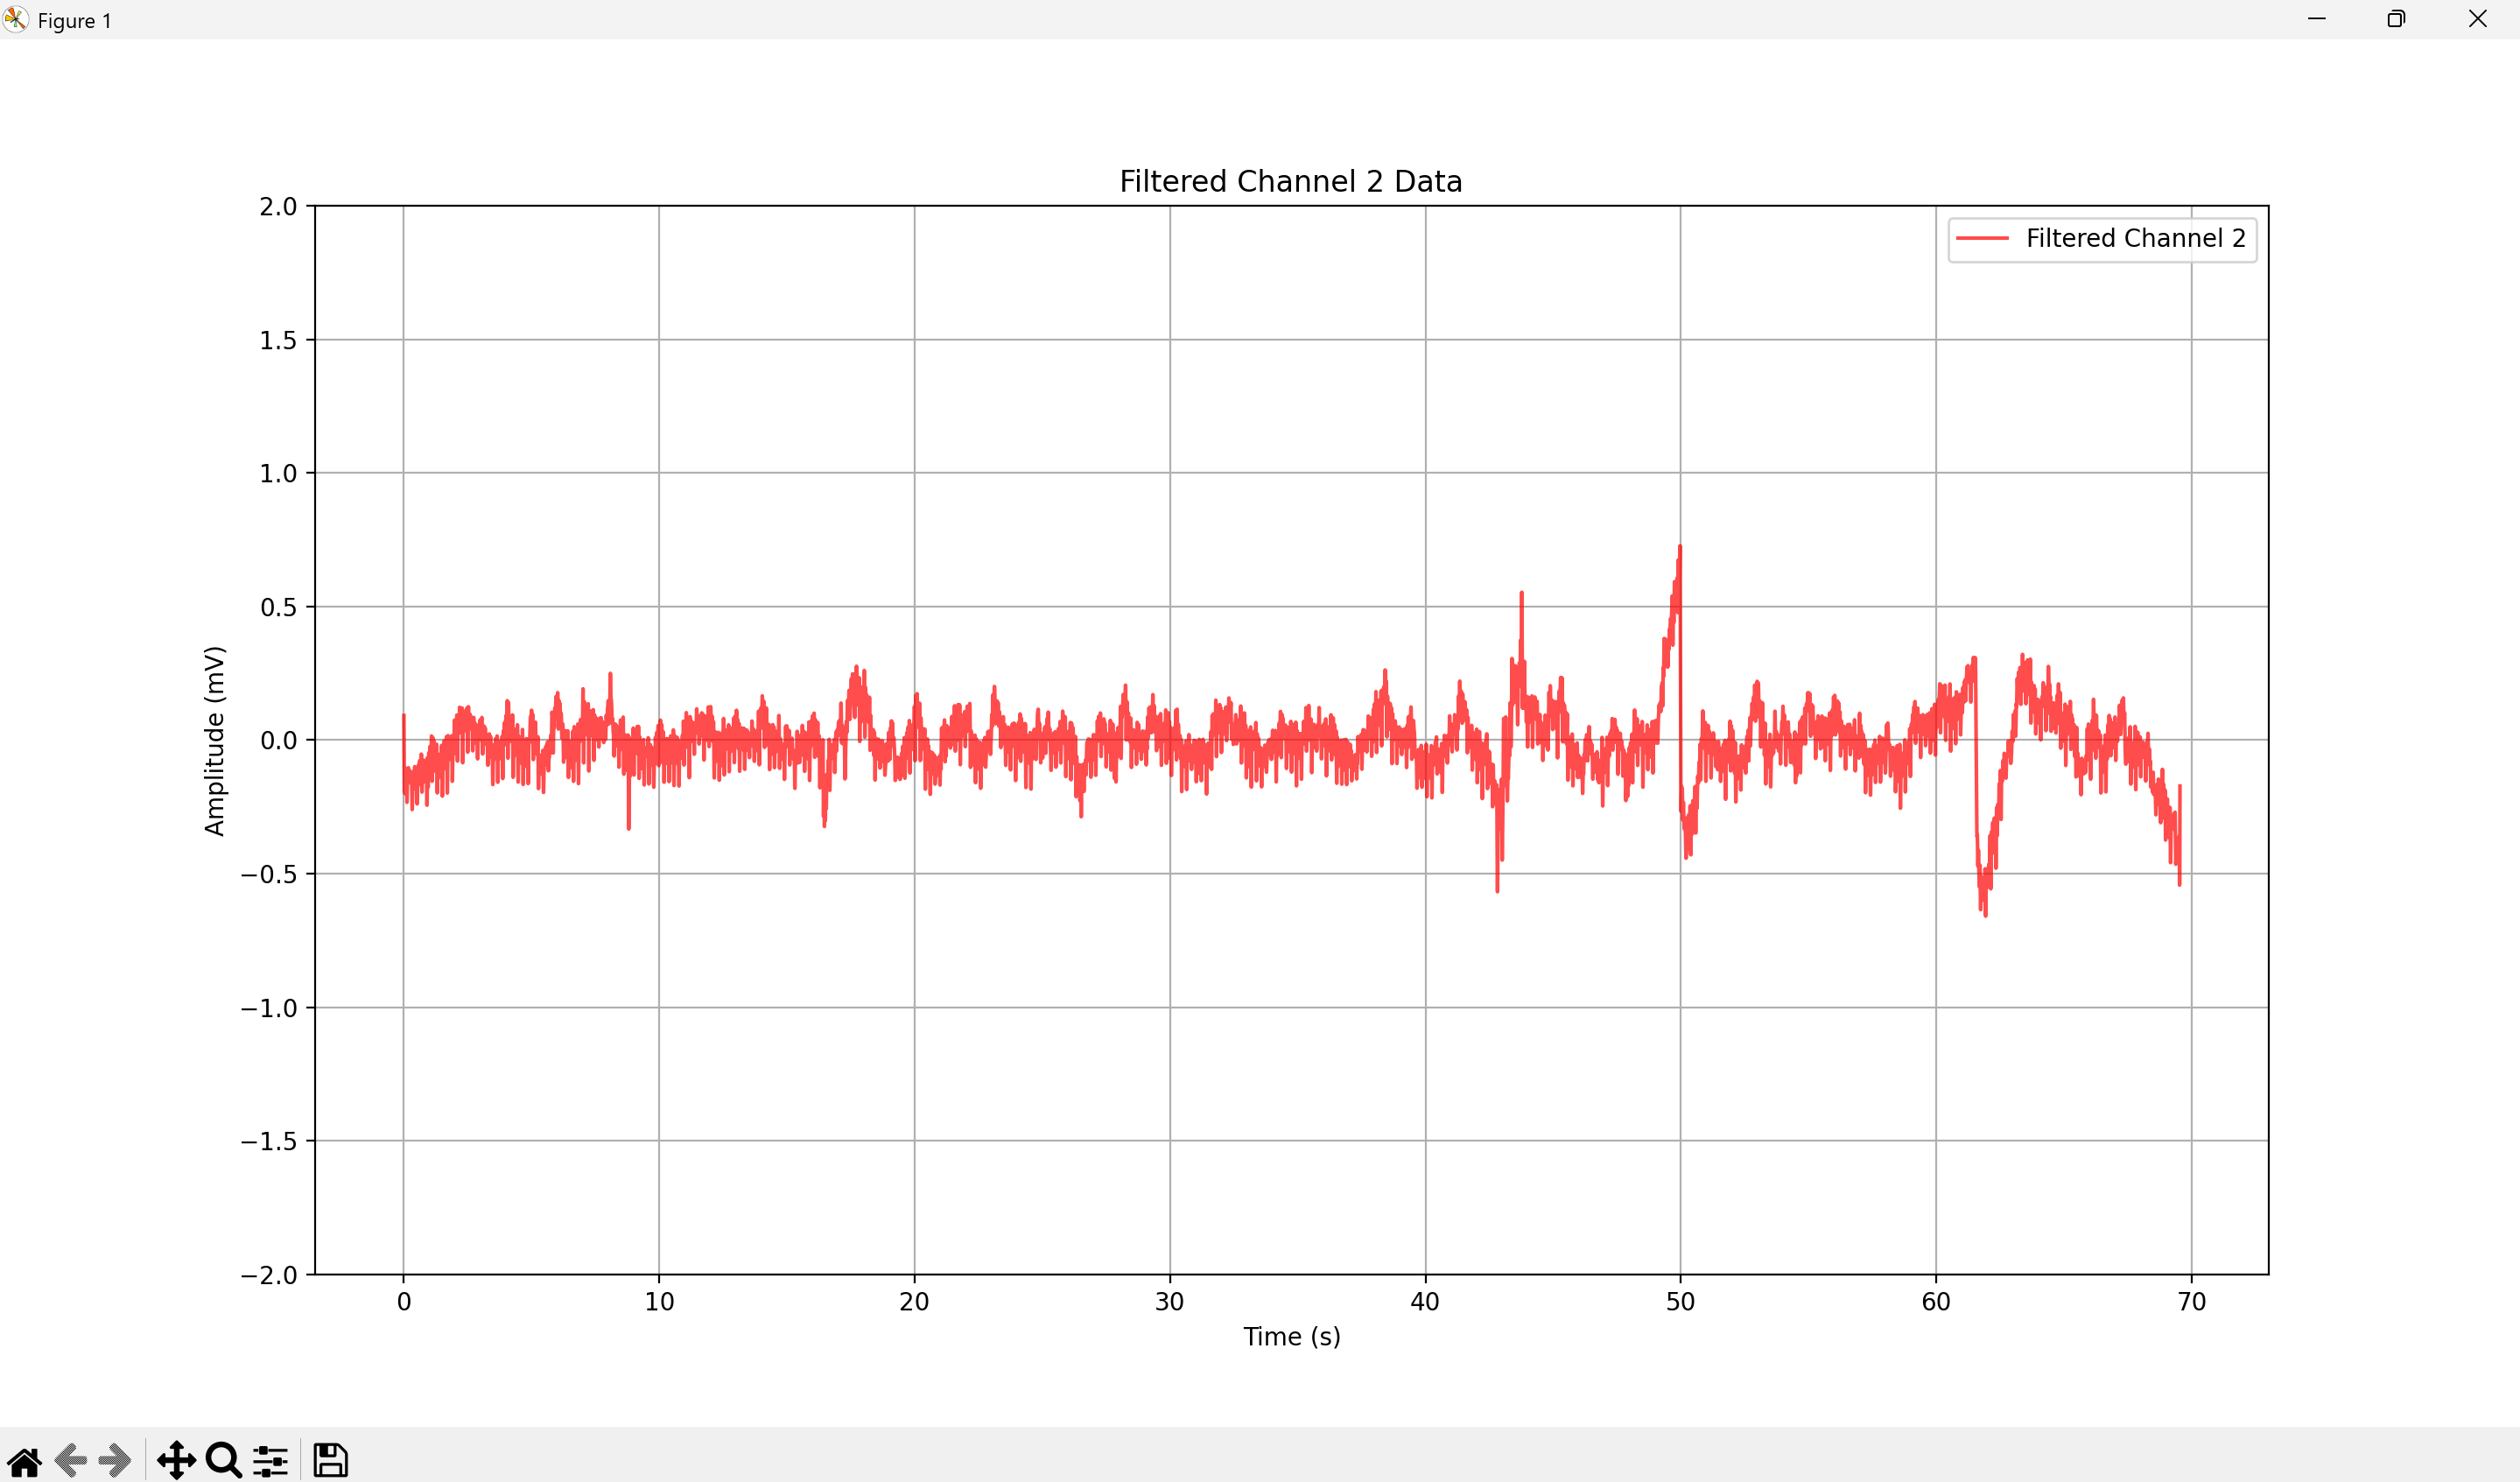 Figure 1
Filtered Channel 2 Data
Filtered Channel 2
2.0
1.5
1.0
0.5
0.0
−0.5
−1.0
−1.5
−2.0
Amplitude (mV)
0 10 20 30 40 50 60 70
Time (s)